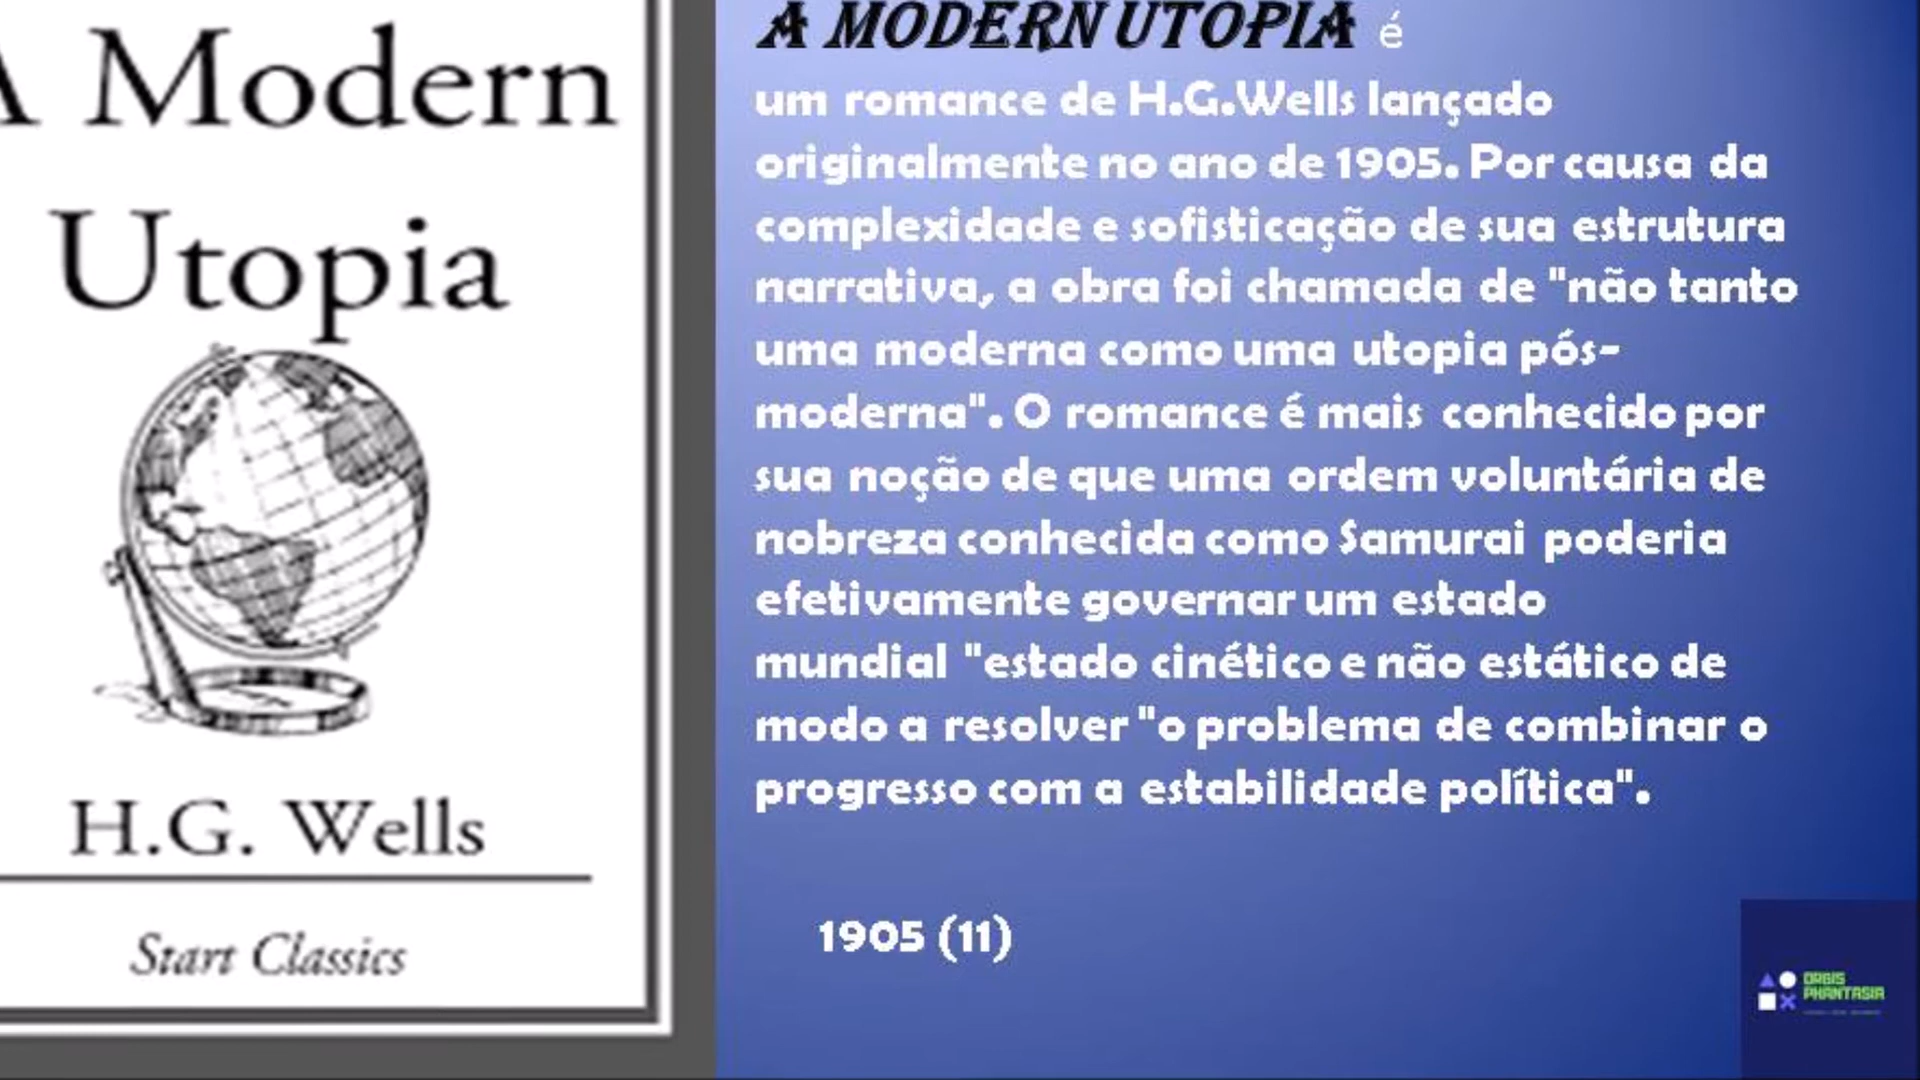 A Modern
Utopia
H.G. Wells
Start Classics
A MODERN UTOPIA é
um romance de H.G.Wells lançado
originalmente no ano de 1905. Por causa da
complexidade e sofisticação de sua estrutura
narrativa, a obra foi chamada de "não tanto
uma moderna como uma utopia pós-
moderna". O romance é mais conhecido por
sua noção de que uma ordem voluntária de
nobreza conhecida como Samurai poderia
efetivamente governar um estado
mundial "estado cinético e não estático de
modo a resolver "o problema de combinar o
progresso com a estabilidade política".
1905 (11)
ORBIS
PHANTASIA